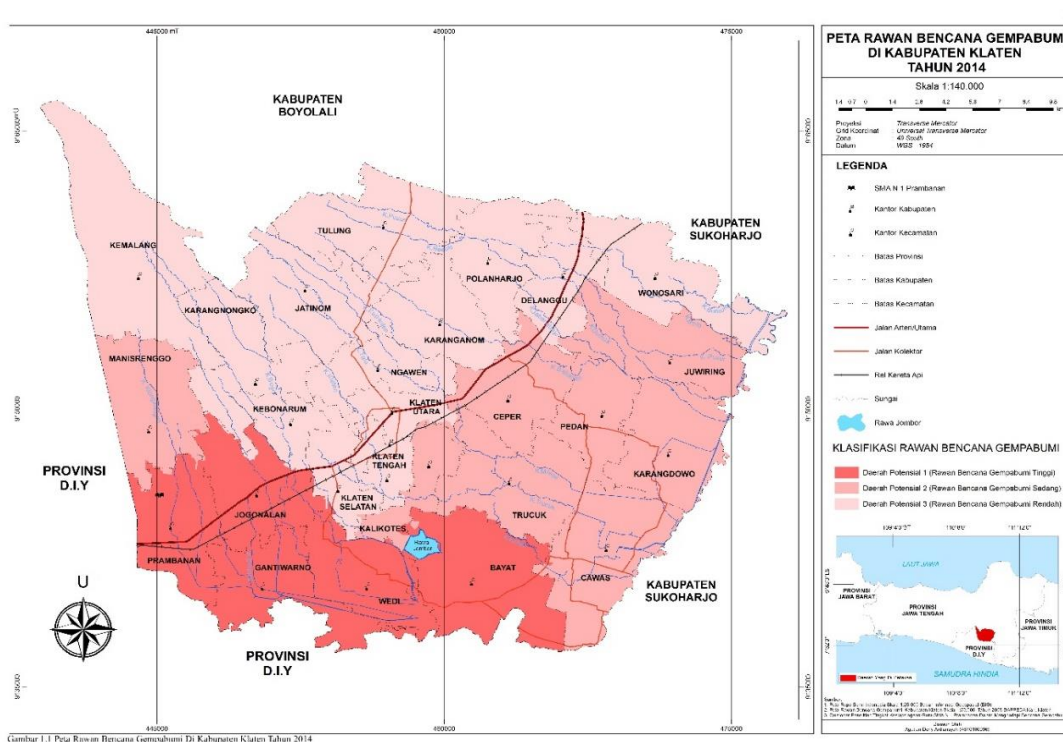 445000 mT
460000
475000
KABUPATEN
BOYOLALI
KABUPATEN
SUKOHARJO
KEMALANG
TULUNG
POLANHARJO
DELANGGU
WONOSARI
KARANGNONGKO
JATINOM
KARANGANOM
MANISRENGGO
NGAWEN
JUWIRING
KEBONARUM
KLATEN
UTARA
CEPER
PEDAN
KLATEN
TENGAH
KARANGDOWO
PROVINSI
D.I.Y
KLATEN
SELATAN
JOGONALAN
TRUCUK
KALIKOTES
Rawa
Jombor
PRAMBANAN
GANTIWARNO
BAYAT
CAWAS
WEDI
KABUPATEN
SUKOHARJO
U
PROVINSI
D.I.Y
445000
460000
475000
Gambar 1.1 Peta Rawan Bencana Gempabumi Di Kabupaten Klaten Tahun 2014
PETA RAWAN BENCANA GEMPABUMI
DI KABUPATEN KLATEN
TAHUN 2014
Skala 1:140.000
Proyeksi : Transverse Mercator
Grid Koordinat : Universal Transverse Mercator
Zona : 49 South
Datum : WGS - 1984
LEGENDA
SMA N 1 Prambanan
Kantor Kabupaten
Kantor Kecamatan
Batas Provinsi
Batas Kabupaten
Batas Kecamatan
Jalan Arteri/Utama
Jalan Kolektor
Rel Kereta Api
Sungai
Rawa Jombor
KLASIFIKASI RAWAN BENCANA GEMPABUMI
Daerah Potensial 1 (Rawan Bencana Gempabumi Tinggi)
Daerah Potensial 2 (Rawan Bencana Gempabumi Sedang)
Daerah Potensial 3 (Rawan Bencana Gempabumi Rendah)
LAUT JAWA
PROVINSI
JAWA BARAT
PROVINSI
JAWA TENGAH
PROVINSI
JAWA TIMUR
PROVINSI
D.I.Y
SAMUDRA HINDIA